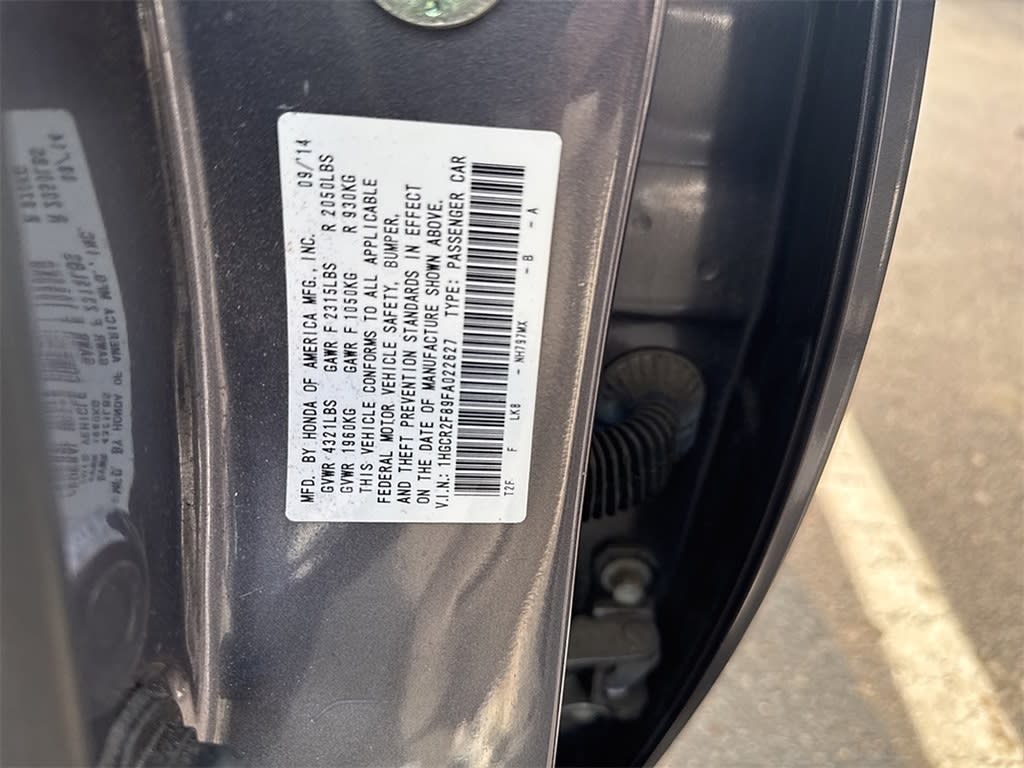 MFD. BY HONDA OF AMERICA MFG., INC. 09/14
GVWR 4321LBS GAWR F 2315LBS R 2050LBS
GVWR 1960KG GAWR F 1050KG R 930KG
THIS VEHICLE CONFORMS TO ALL APPLICABLE
FEDERAL MOTOR VEHICLE SAFETY, BUMPER,
AND THEFT PREVENTION STANDARDS IN EFFECT
ON THE DATE OF MANUFACTURE SHOWN ABOVE.
V.I.N.: 1HGCR2F89FA022627 TYPE: PASSENGER CAR
T2F F LK8 - NH797MX - B - A